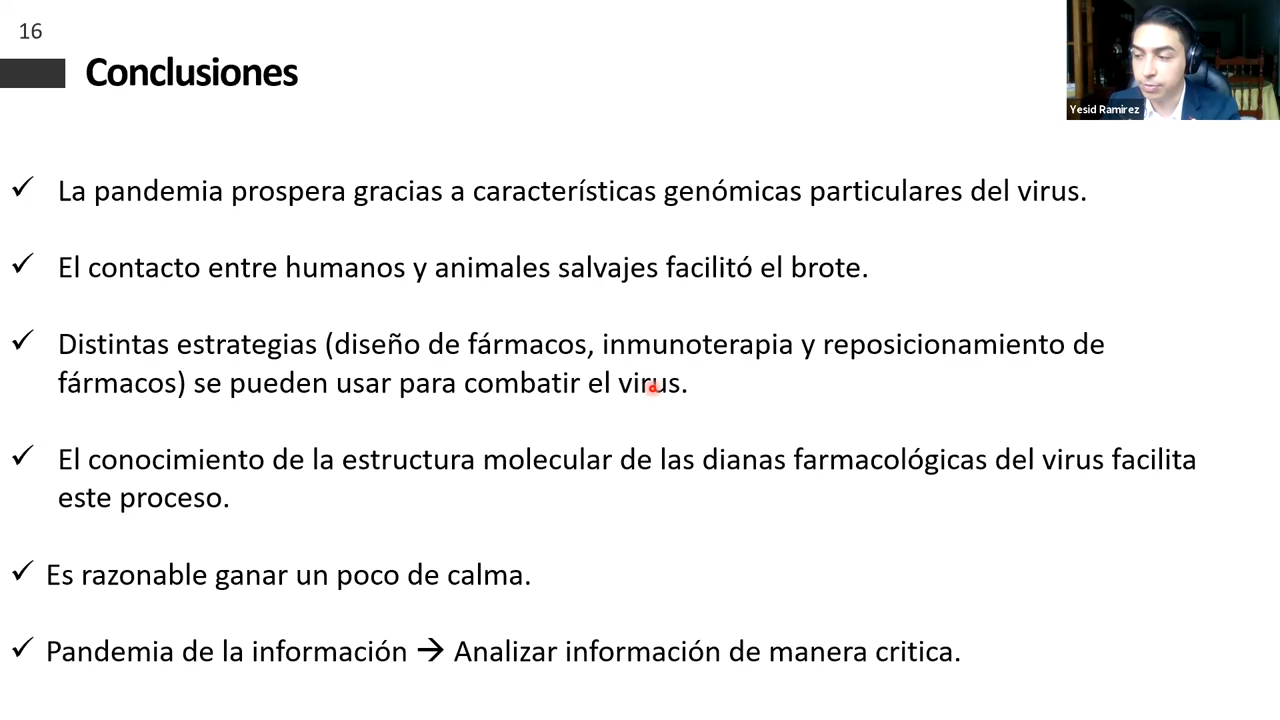 16
Conclusiones
Yesid Ramirez
✓ La pandemia prospera gracias a características genómicas particulares del virus.
✓ El contacto entre humanos y animales salvajes facilitó el brote.
✓ Distintas estrategias (diseño de fármacos, inmunoterapia y reposicionamiento de
fármacos) se pueden usar para combatir el virus.
✓ El conocimiento de la estructura molecular de las dianas farmacológicas del virus facilita
este proceso.
✓ Es razonable ganar un poco de calma.
✓ Pandemia de la información → Analizar información de manera critica.